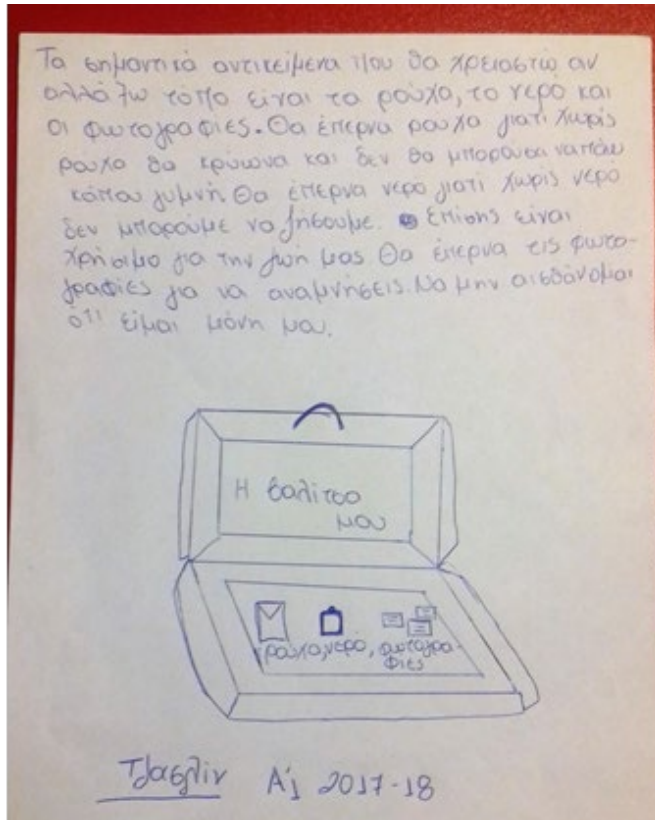 Τα σημαντικά αντικείμενα που θα χρειαστώ αν
αλλάξω τόπο είναι τα ρούχα, το νερό και
οι φωτογραφίες. Θα έπερνα ρούχα γιατί χωρίς
ρούχα θα κρύωνα και δεν θα μπορούσα να πάω
κάπου γυμνή. Θα έπερνα νερό γιατί χωρίς νερό
δεν μπορούμε να ζήσουμε. Επίσης είναι
χρήσιμο για την ζωή μας Θα έπερνα τις φωτο-
γραφίες για να αναμνήσεις. Να μην αισθάνομαι
ότι είμαι μόνη μου.
Η βαλίτσα
μου
ρούχα, νερό, φωτογρα-
φιες
Τζασλίν Α'1 2017-18